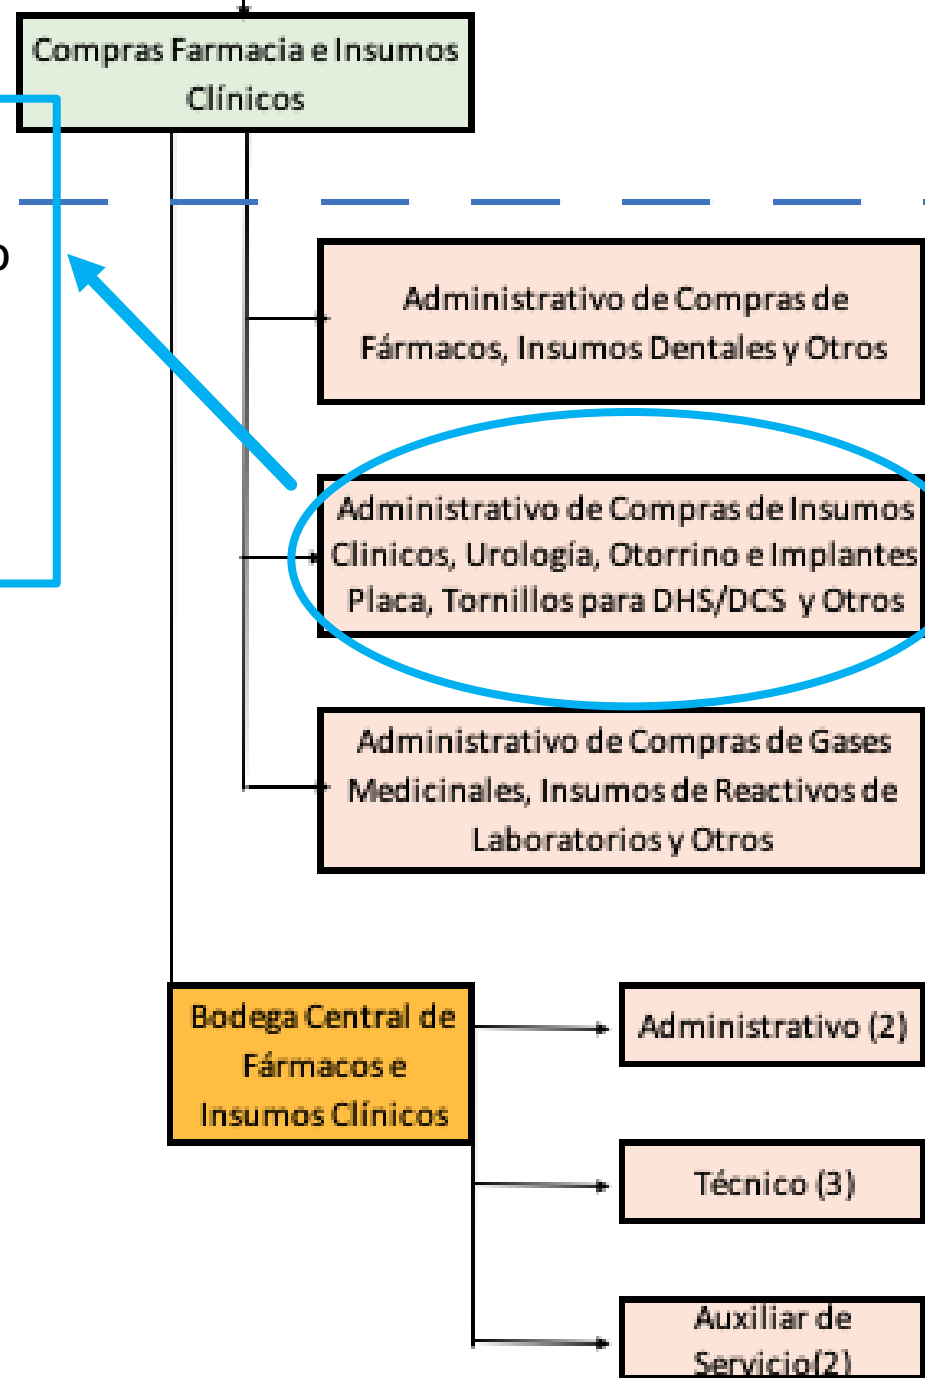 Compras Farmacia e Insumos
Clínicos
o
Administrativo de Compras de
Fármacos, Insumos Dentales y Otros
Administrativo de Compras de Insumos
Clinicos, Urología, Otorrino e Implantes
Placa, Tornillos para DHS/DCS y Otros
Administrativo de Compras de Gases
Medicinales, Insumos de Reactivos de
Laboratorios y Otros
Bodega Central de
Fármacos e
Insumos Clínicos
Administrativo (2)
Técnico (3)
Auxiliar de
Servicio(2)